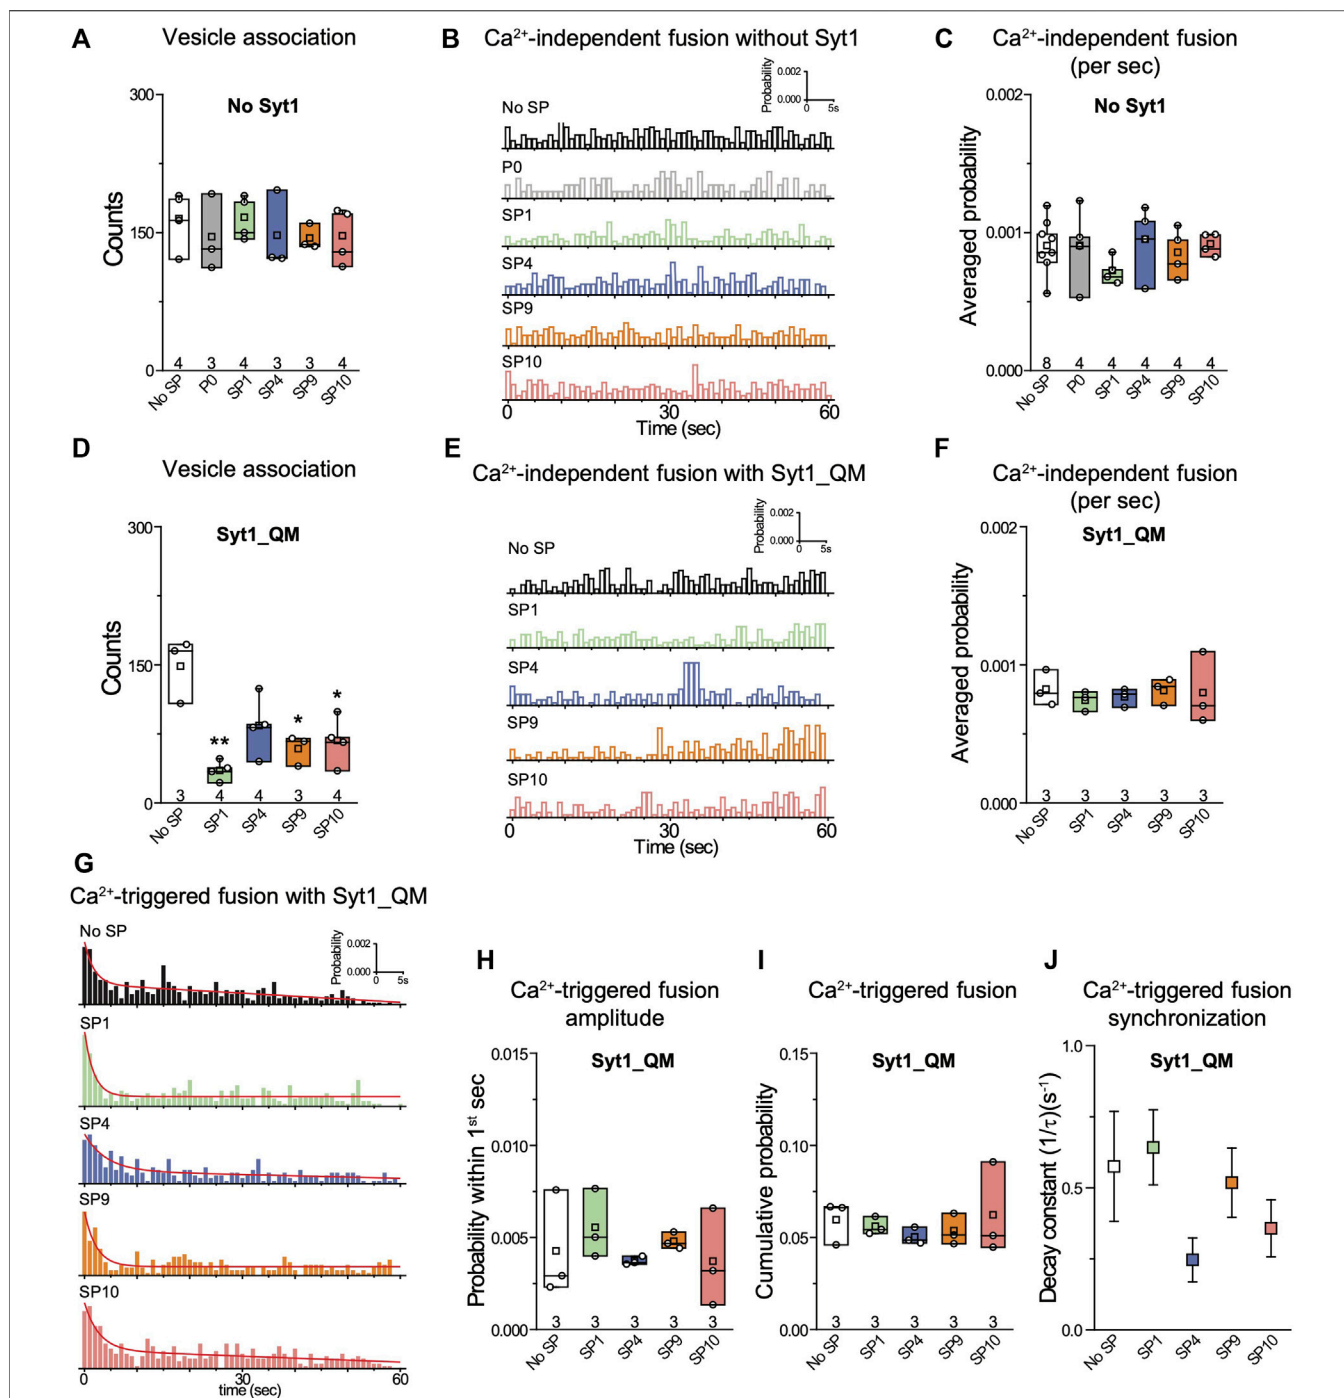 A
Vesicle association
No Syt1
Counts
300
150
0
4 3 4 3 3 4
No SP P0 SP1 SP4 SP9 SP10
B
Ca²⁺-independent fusion without Syt1
Probability
0.002
0.000
0 5s
No SP
P0
SP1
SP4
SP9
SP10
0 30 60
Time (sec)
C
Ca²⁺-independent fusion
(per sec)
No Syt1
Averaged probability
0.002
0.001
0.000
8 4 4 4 4 4
No SP P0 SP1 SP4 SP9 SP10
D
Vesicle association
Syt1_QM
Counts
300
150
0
** * *
3 4 4 3 4
No SP SP1 SP4 SP9 SP10
E
Ca²⁺-independent fusion with Syt1_QM
Probability
0.002
0.000
0 5s
No SP
SP1
SP4
SP9
SP10
0 30 60
Time (sec)
F
Ca²⁺-independent fusion
(per sec)
Syt1_QM
Averaged probability
0.002
0.001
0.000
3 3 3 3 3
No SP SP1 SP4 SP9 SP10
G
Ca²⁺-triggered fusion with Syt1_QM
Probability
0.002
0.000
0 5s
No SP
SP1
SP4
SP9
SP10
0 30 60
time (sec)
H
Ca²⁺-triggered fusion
amplitude
Syt1_QM
Probability within 1ˢᵗ sec
0.015
0.010
0.005
0.000
3 3 3 3 3
No SP SP1 SP4 SP9 SP10
I
Ca²⁺-triggered fusion
Syt1_QM
Cumulative probability
0.15
0.10
0.05
0.00
3 3 3 3 3
No SP SP1 SP4 SP9 SP10
J
Ca²⁺-triggered fusion
synchronization
Syt1_QM
Decay constant (1/τ)(s⁻¹)
1.0
0.5
0.0
No SP SP1 SP4 SP9 SP10